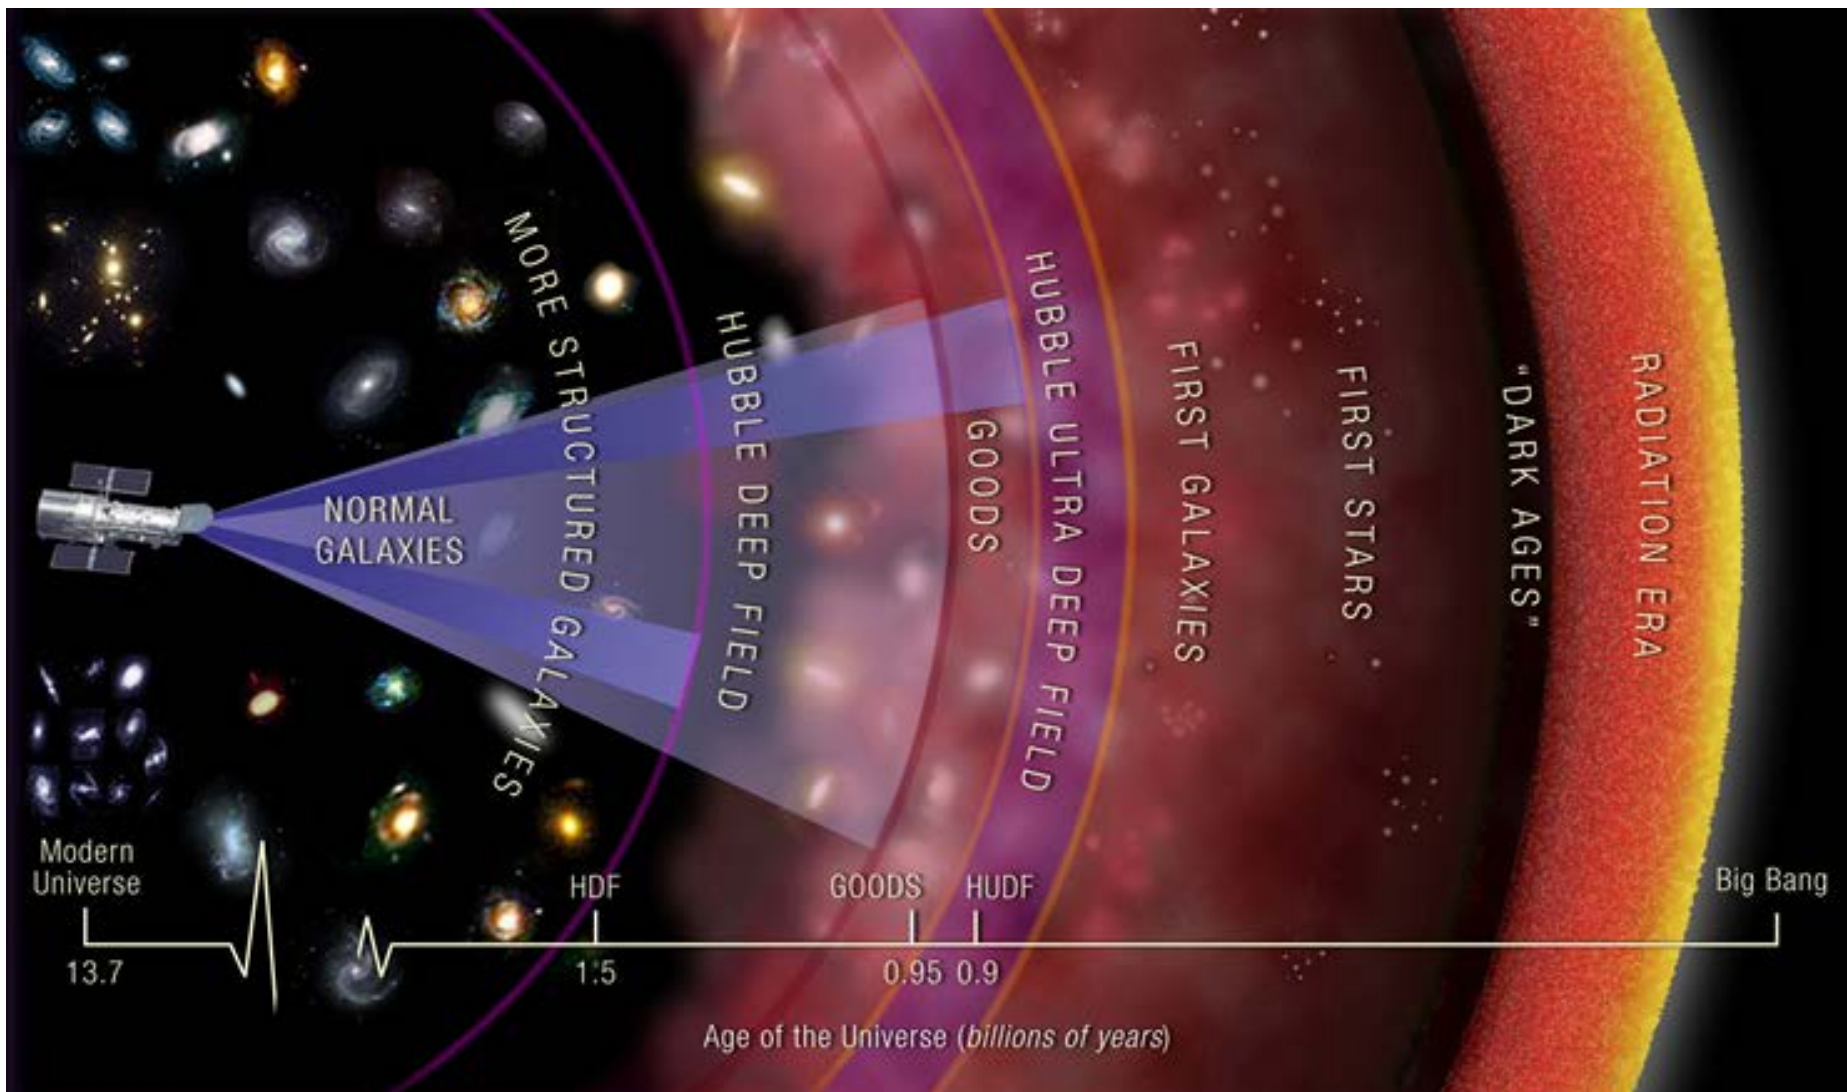 MORE STRUCTURED GALAXIES
HUBBLE DEEP FIELD
HUBBLE ULTRA DEEP FIELD
GOODS
FIRST GALAXIES
FIRST STARS
"DARK AGES"
RADIATION ERA
NORMAL
GALAXIES
Modern
Universe
HDF
GOODS
HUDF
Big Bang
13.7
1.5
0.95
0.9
Age of the Universe (billions of years)